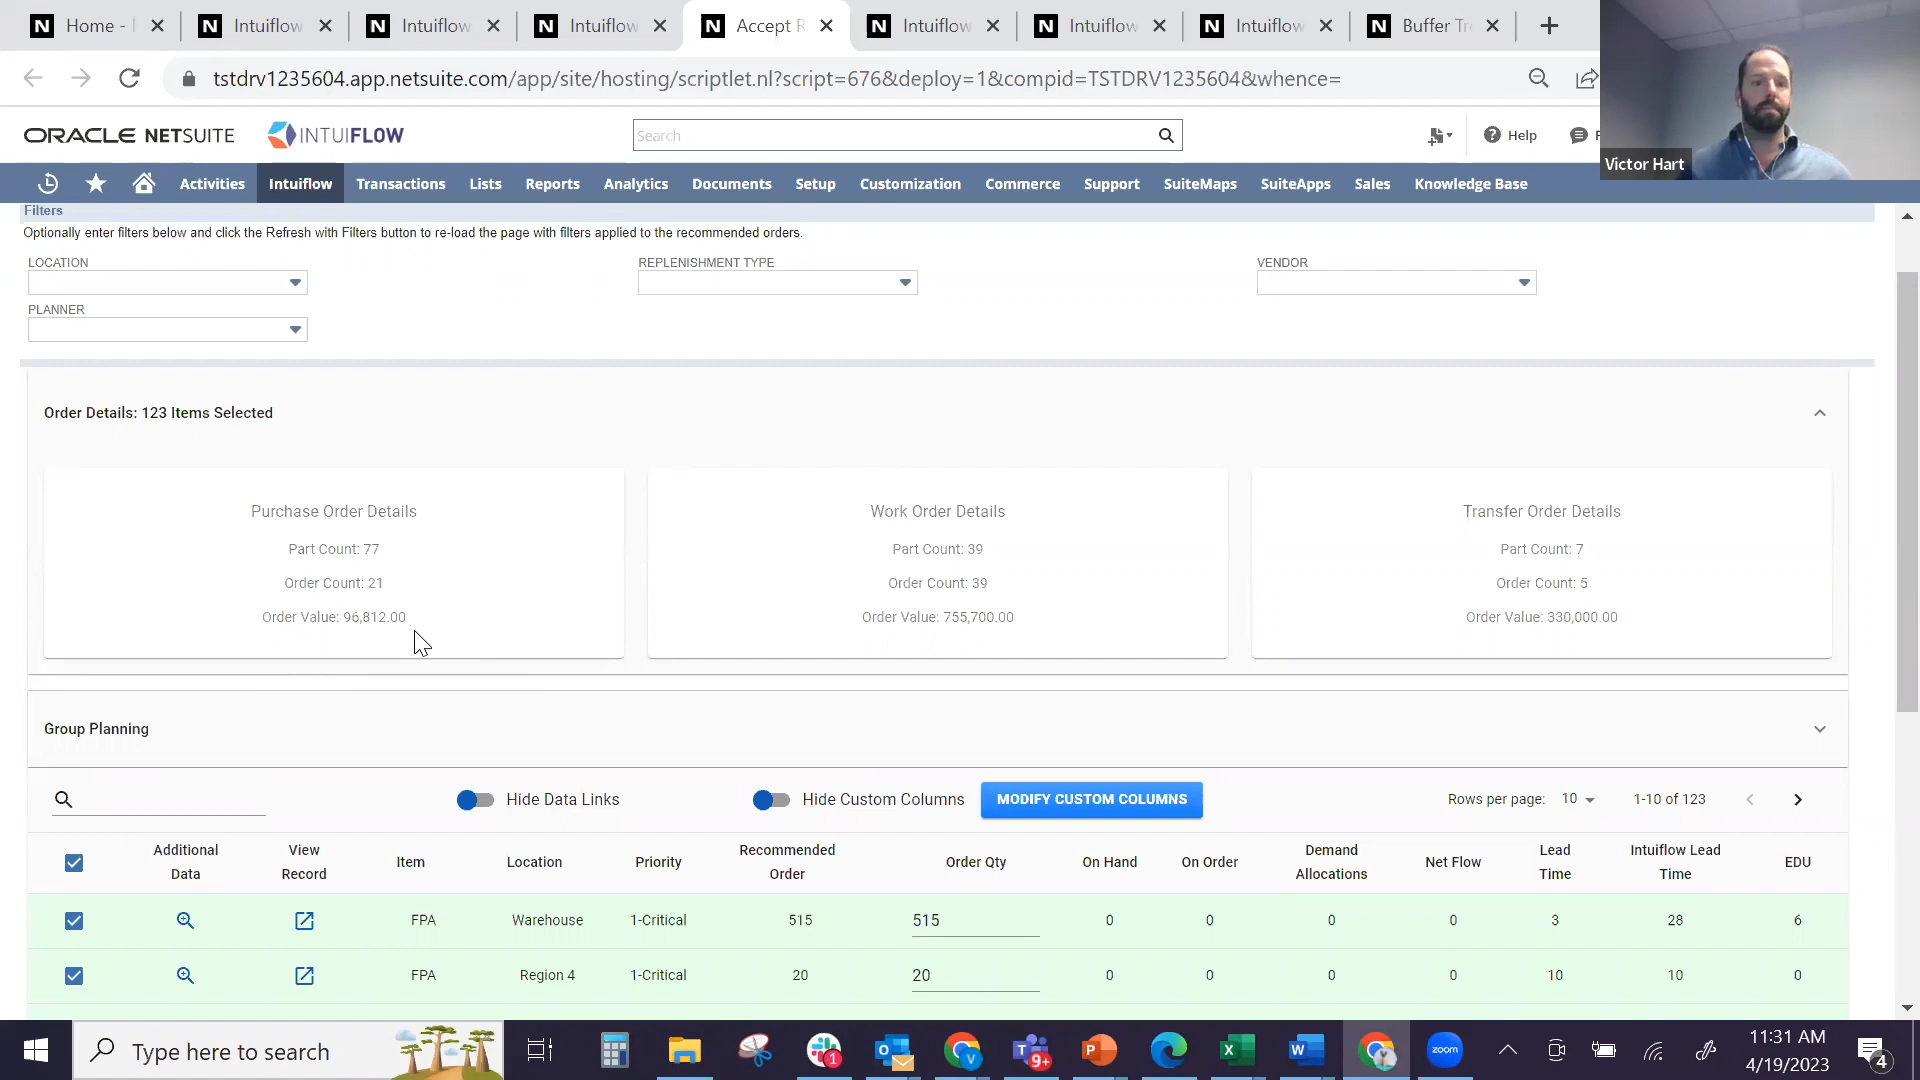 Home -
Intuiflow
Intuiflow
Intuiflow
Accept R
Intuiflow
Intuiflow
Intuiflow
Buffer Tre
tstdrv1235604.app.netsuite.com/app/site/hosting/scriptlet.nl?script=676&deploy=1&compid=TSTDRV1235604&whence=
ORACLE NETSUITE
INTUIFLOW
Search
Help
F
Victor Hart
Activities
Intuiflow
Transactions
Lists
Reports
Analytics
Documents
Setup
Customization
Commerce
Support
SuiteMaps
SuiteApps
Sales
Knowledge Base
Filters
Optionally enter filters below and click the Refresh with Filters button to re-load the page with filters applied to the recommended orders.
LOCATION
REPLENISHMENT TYPE
VENDOR
PLANNER
Order Details: 123 Items Selected
Purchase Order Details
Part Count: 77
Order Count: 21
Order Value: 96,812.00
Work Order Details
Part Count: 39
Order Count: 39
Order Value: 755,700.00
Transfer Order Details
Part Count: 7
Order Count: 5
Order Value: 330,000.00
Group Planning
Hide Data Links
Hide Custom Columns
MODIFY CUSTOM COLUMNS
Rows per page: 10
1-10 of 123
Additional Data
View Record
Item
Location
Priority
Recommended Order
Order Qty
On Hand
On Order
Demand Allocations
Net Flow
Lead Time
Intuiflow Lead Time
EDU
FPA Warehouse 1-Critical 515 515 0 0 0 0 3 28 6
FPA Region 4 1-Critical 20 20 0 0 0 0 10 10 0
Type here to search
1
V
9+
zoom
11:31 AM
4/19/2023
4